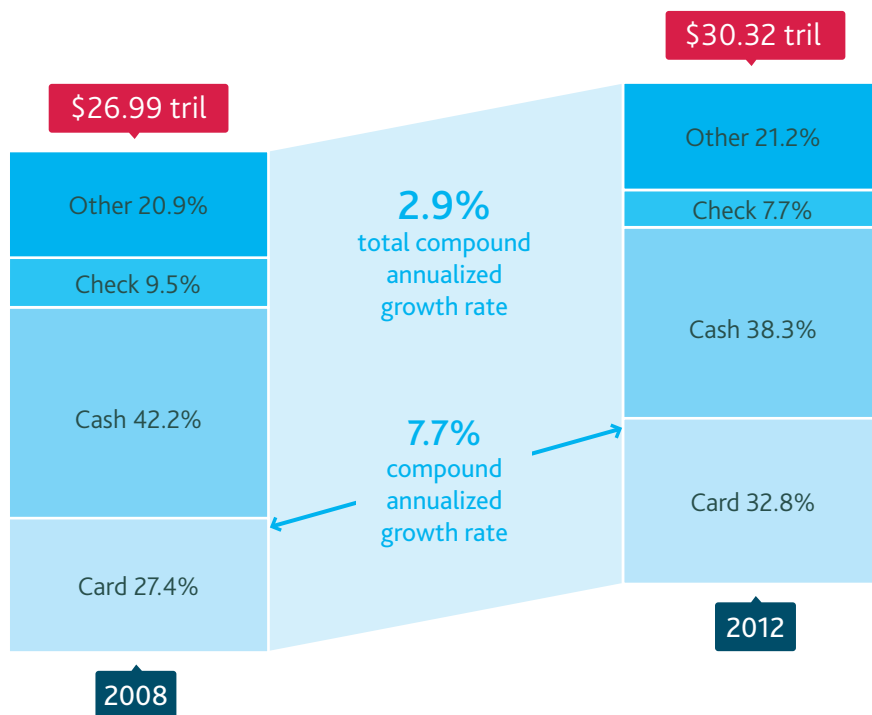 $26.99 tril
Other 20.9%
Check 9.5%
Cash 42.2%
Card 27.4%
2008
2.9%
total compound
annualized
growth rate
7.7%
compound
annualized
growth rate
$30.32 tril
Other 21.2%
Check 7.7%
Cash 38.3%
Card 32.8%
2012